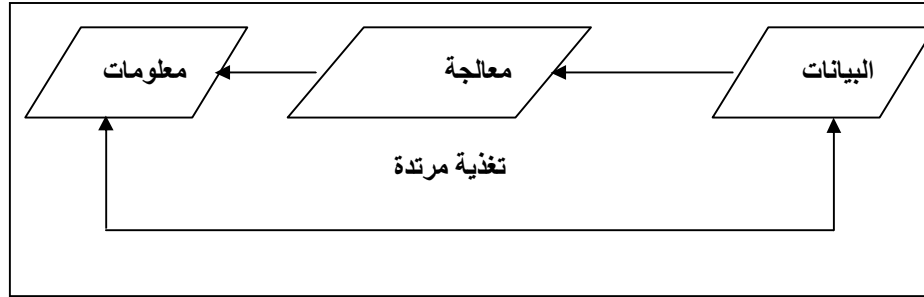 البيانات
معالجة
معلومات
تغذية مرتدة